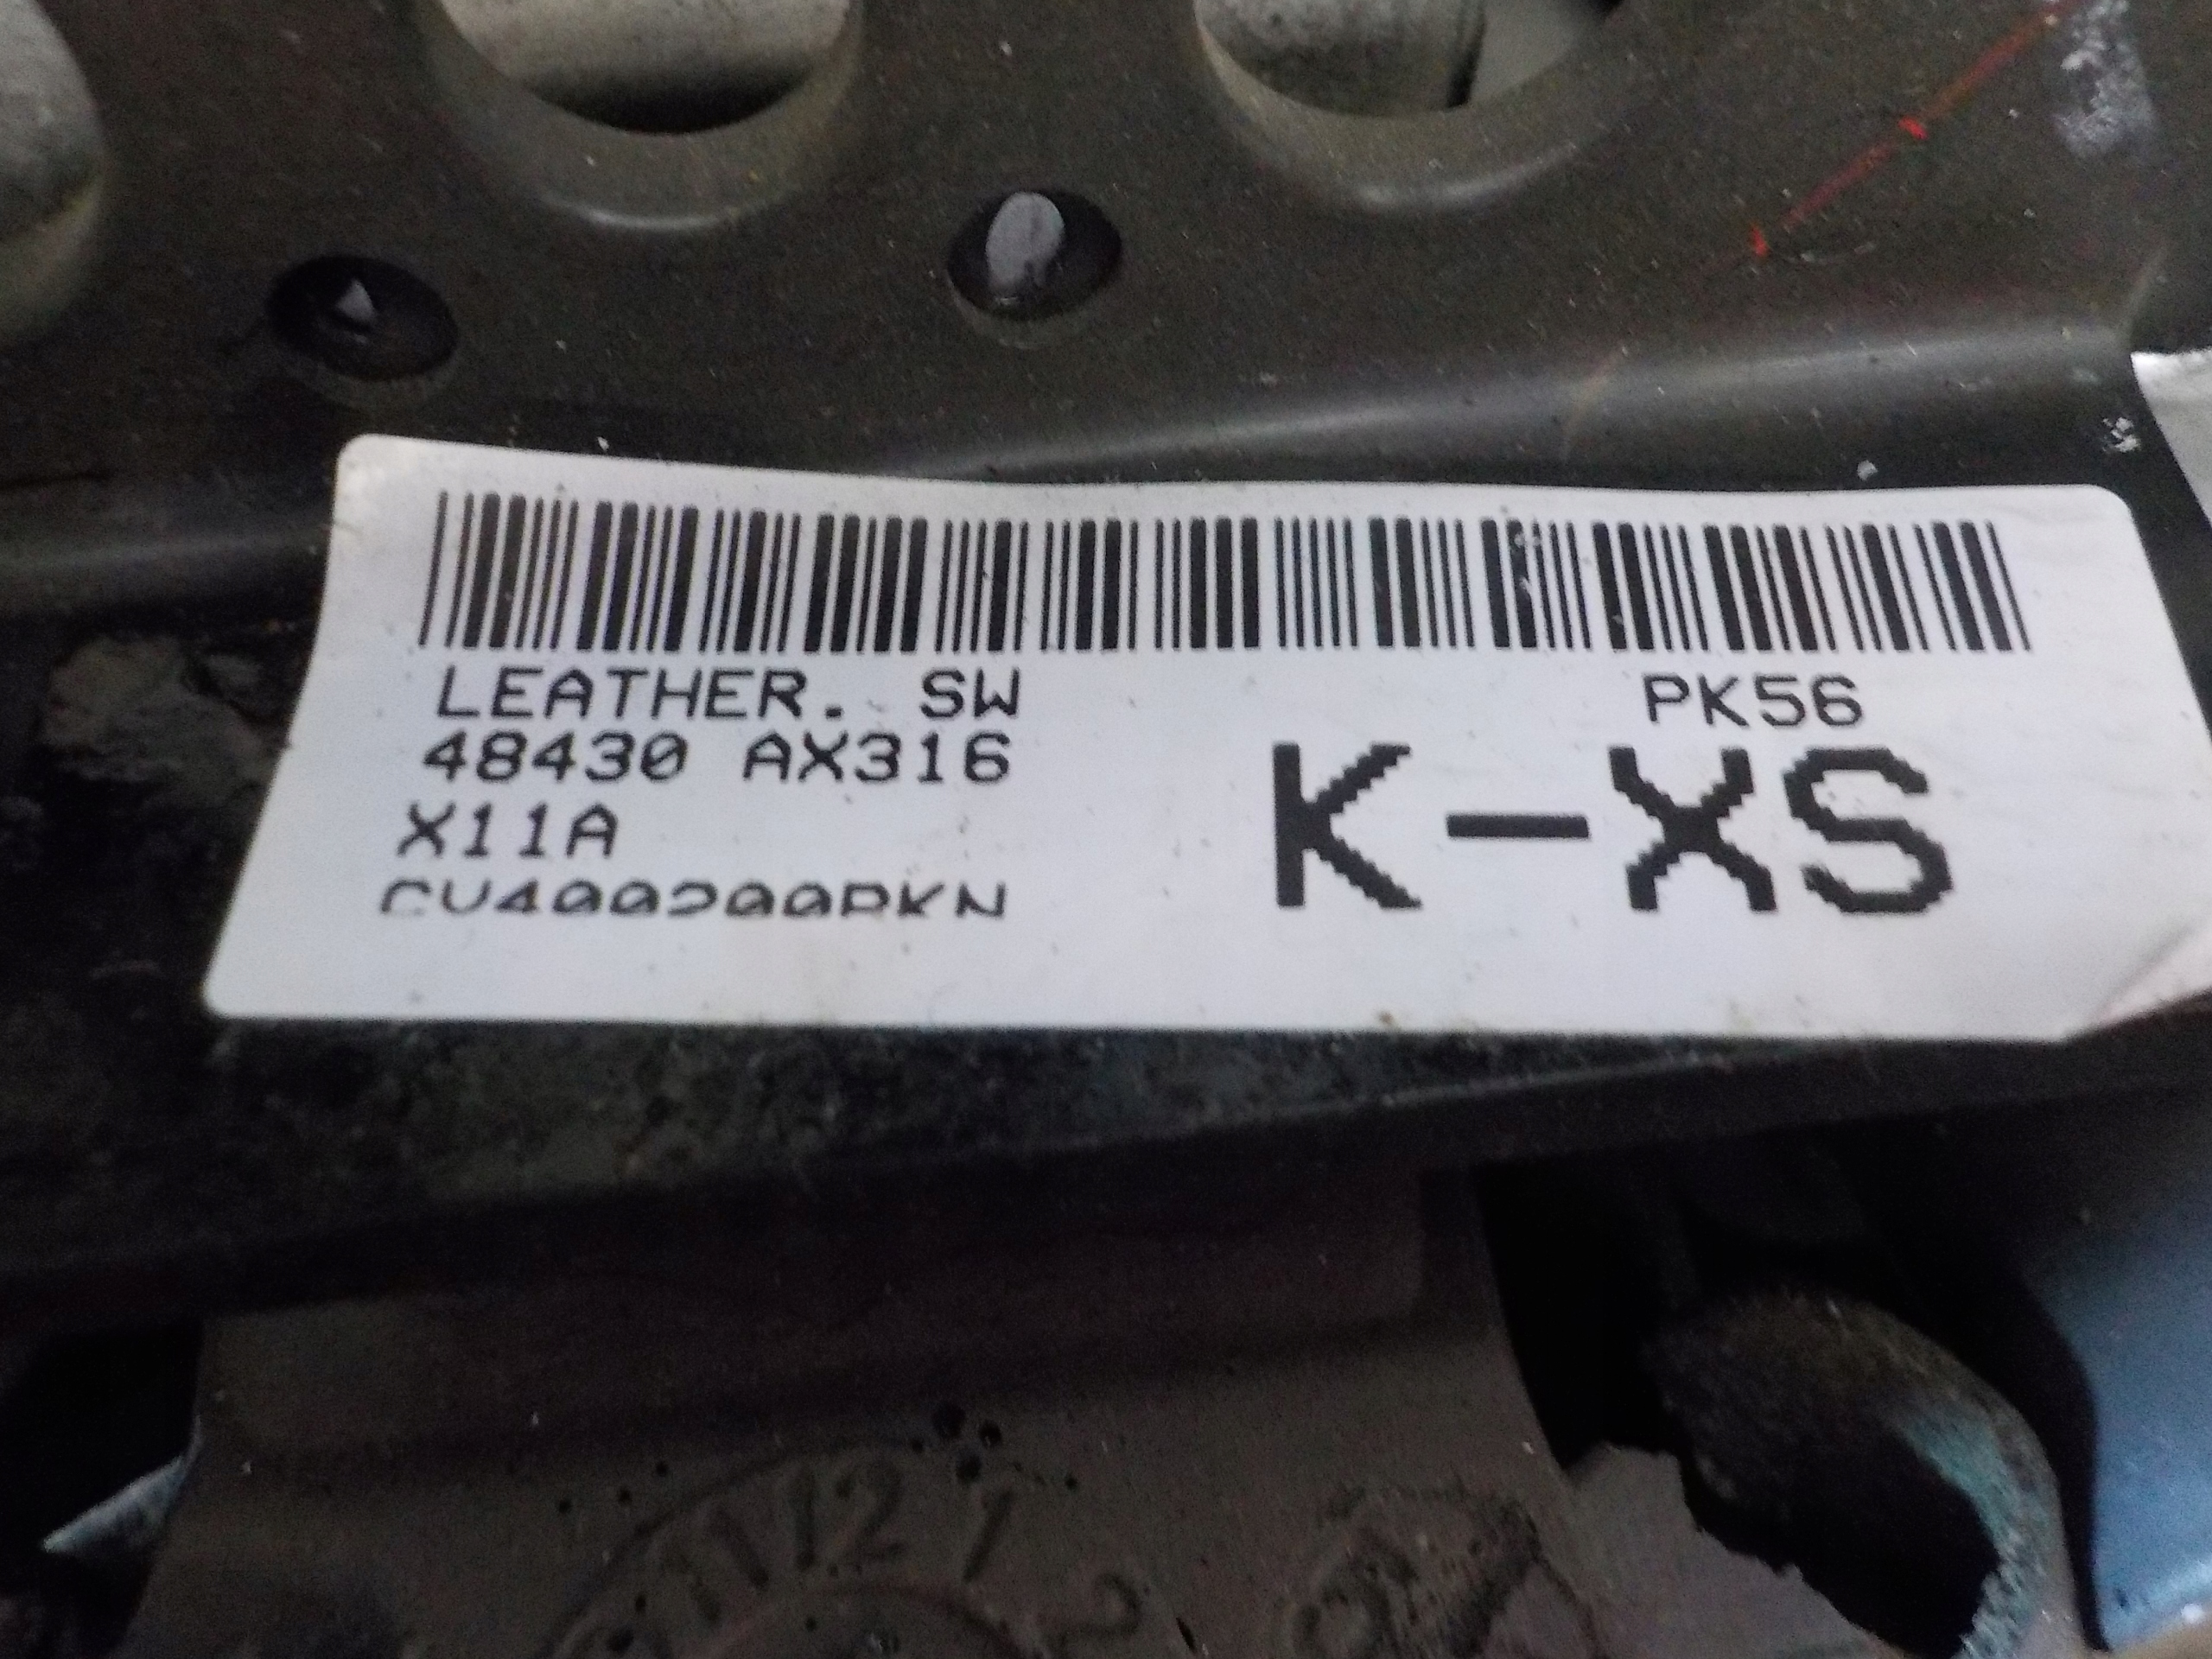 LEATHER. SW PK56
48430 AX316
K-XS
X11A